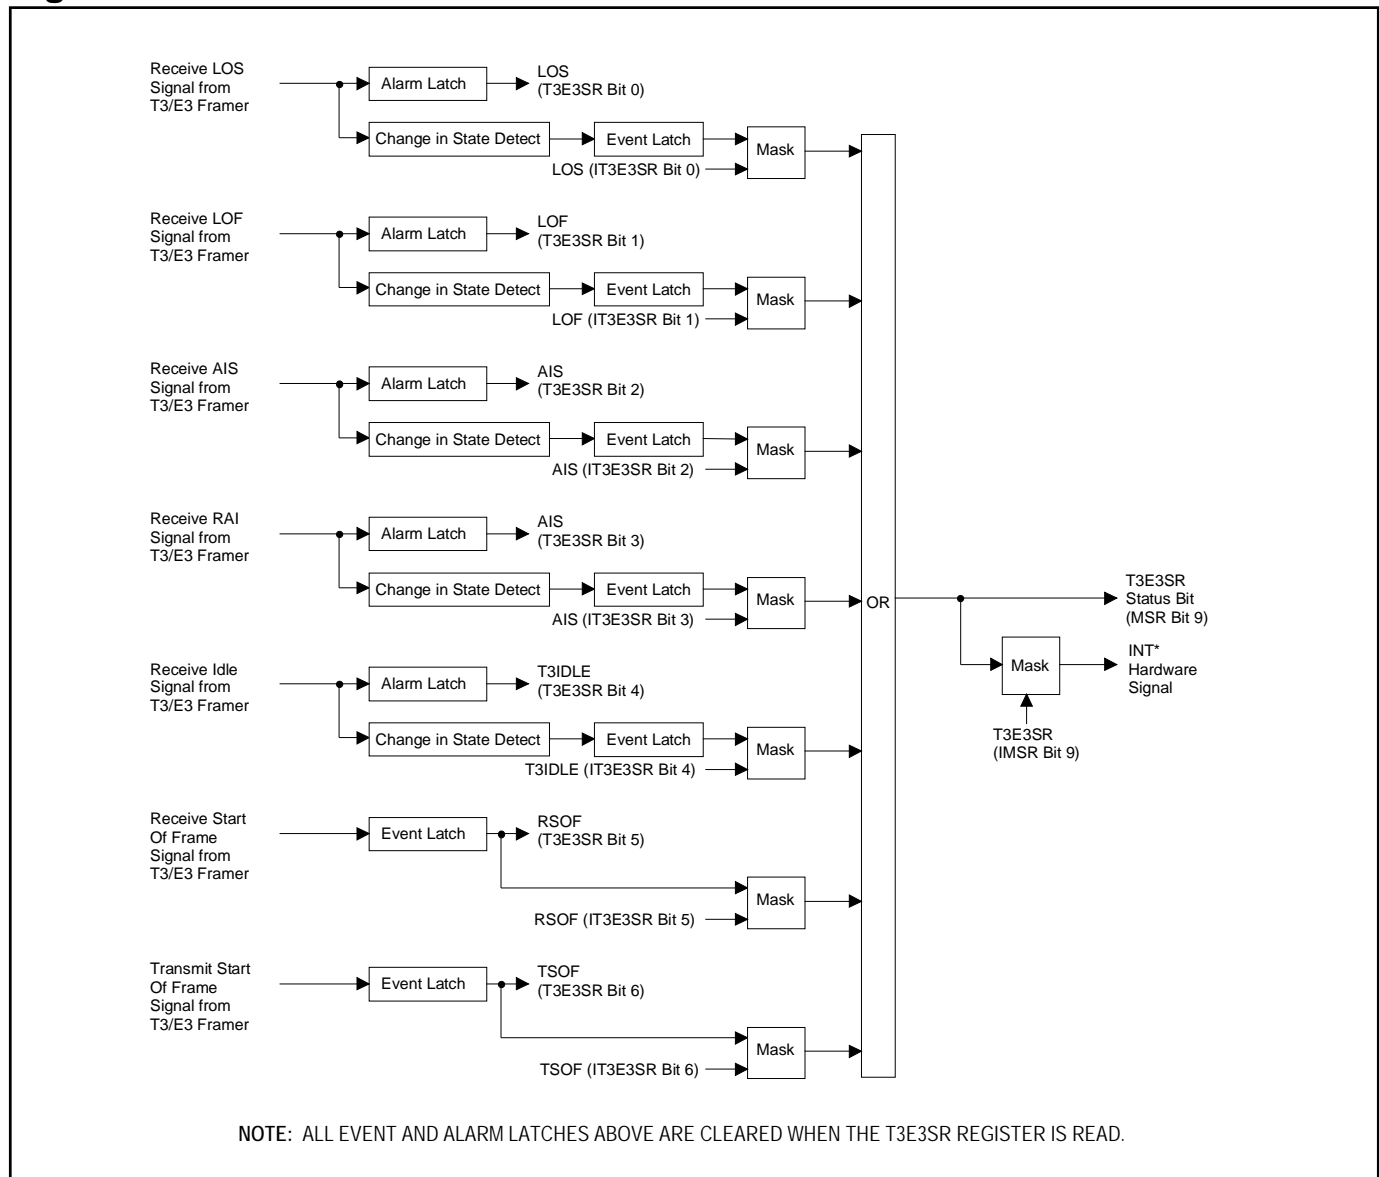 Receive LOS
Signal from
T3/E3 Framer
Alarm Latch
LOS
(T3E3SR Bit 0)
Change in State Detect
Event Latch
Mask
LOS (IT3E3SR Bit 0)
Receive LOF
Signal from
T3/E3 Framer
Alarm Latch
LOF
(T3E3SR Bit 1)
Change in State Detect
Event Latch
Mask
LOF (IT3E3SR Bit 1)
Receive AIS
Signal from
T3/E3 Framer
Alarm Latch
AIS
(T3E3SR Bit 2)
Change in State Detect
Event Latch
Mask
AIS (IT3E3SR Bit 2)
Receive RAI
Signal from
T3/E3 Framer
Alarm Latch
AIS
(T3E3SR Bit 3)
Change in State Detect
Event Latch
Mask
AIS (IT3E3SR Bit 3)
OR
T3E3SR
Status Bit
(MSR Bit 9)
Mask
INT*
Hardware
Signal
T3E3SR
(IMSR Bit 9)
Receive Idle
Signal from
T3/E3 Framer
Alarm Latch
T3IDLE
(T3E3SR Bit 4)
Change in State Detect
Event Latch
Mask
T3IDLE (IT3E3SR Bit 4)
Receive Start
Of Frame
Signal from
T3/E3 Framer
Event Latch
RSOF
(T3E3SR Bit 5)
Mask
RSOF (IT3E3SR Bit 5)
Transmit Start
Of Frame
Signal from
T3/E3 Framer
Event Latch
TSOF
(T3E3SR Bit 6)
Mask
TSOF (IT3E3SR Bit 6)
NOTE: ALL EVENT AND ALARM LATCHES ABOVE ARE CLEARED WHEN THE T3E3SR REGISTER IS READ.